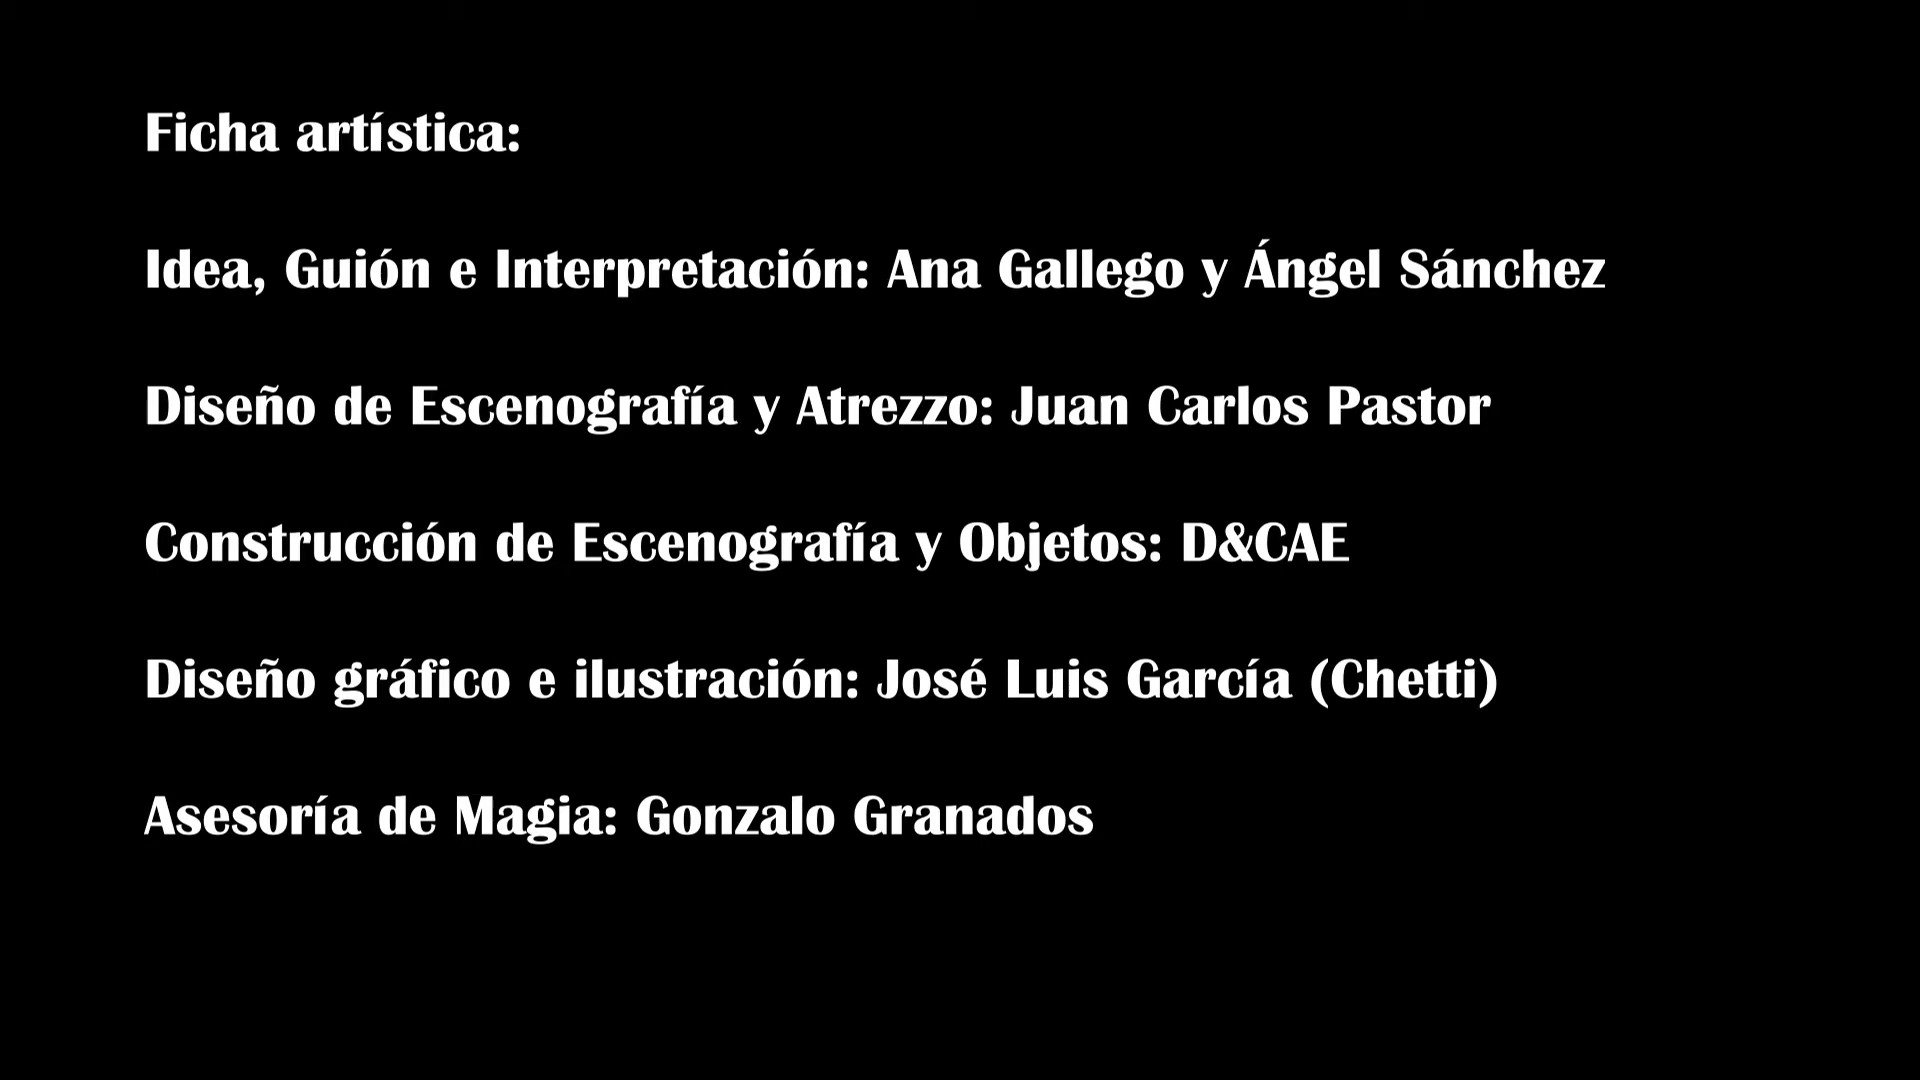 Ficha artística:
Idea, Guión e Interpretación: Ana Gallego y Ángel Sánchez
Diseño de Escenografía y Atrezzo: Juan Carlos Pastor
Construcción de Escenografía y Objetos: D&CAE
Diseño gráfico e ilustración: José Luis García (Chetti)
Asesoría de Magia: Gonzalo Granados